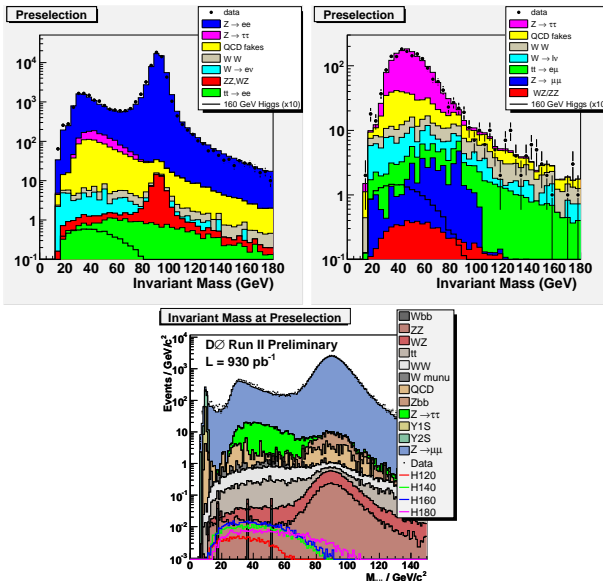 Preselection
data
Z → ee
Z → ττ
QCD fakes
W W
W → eν
ZZ,WZ
tt → ee
160 GeV Higgs (x10)
10⁴
10³
10²
10
1
10⁻¹
0 20 40 60 80 100 120 140 160 180
Invariant Mass (GeV)
Preselection
data
Z → ττ
QCD fakes
W W
W → lν
tt → eμ
Z → μμ
WZ/ZZ
160 GeV Higgs (x10)
10²
10
1
10⁻¹
0 20 40 60 80 100 120 140 160 180
Invariant Mass (GeV)
Invariant Mass at Preselection
DØ Run II Preliminary
L = 930 pb⁻¹
Events / GeV/c²
10⁴
10³
10²
10
1
10⁻¹
10⁻²
10⁻³
0 20 40 60 80 100 120 140
/ GeV/c²
Wbb
ZZ
WZ
tt
WW
W munu
QCD
Zbb
Z → ττ
Y1S
Y2S
Z → μμ
Data
H120
H140
H160
H180